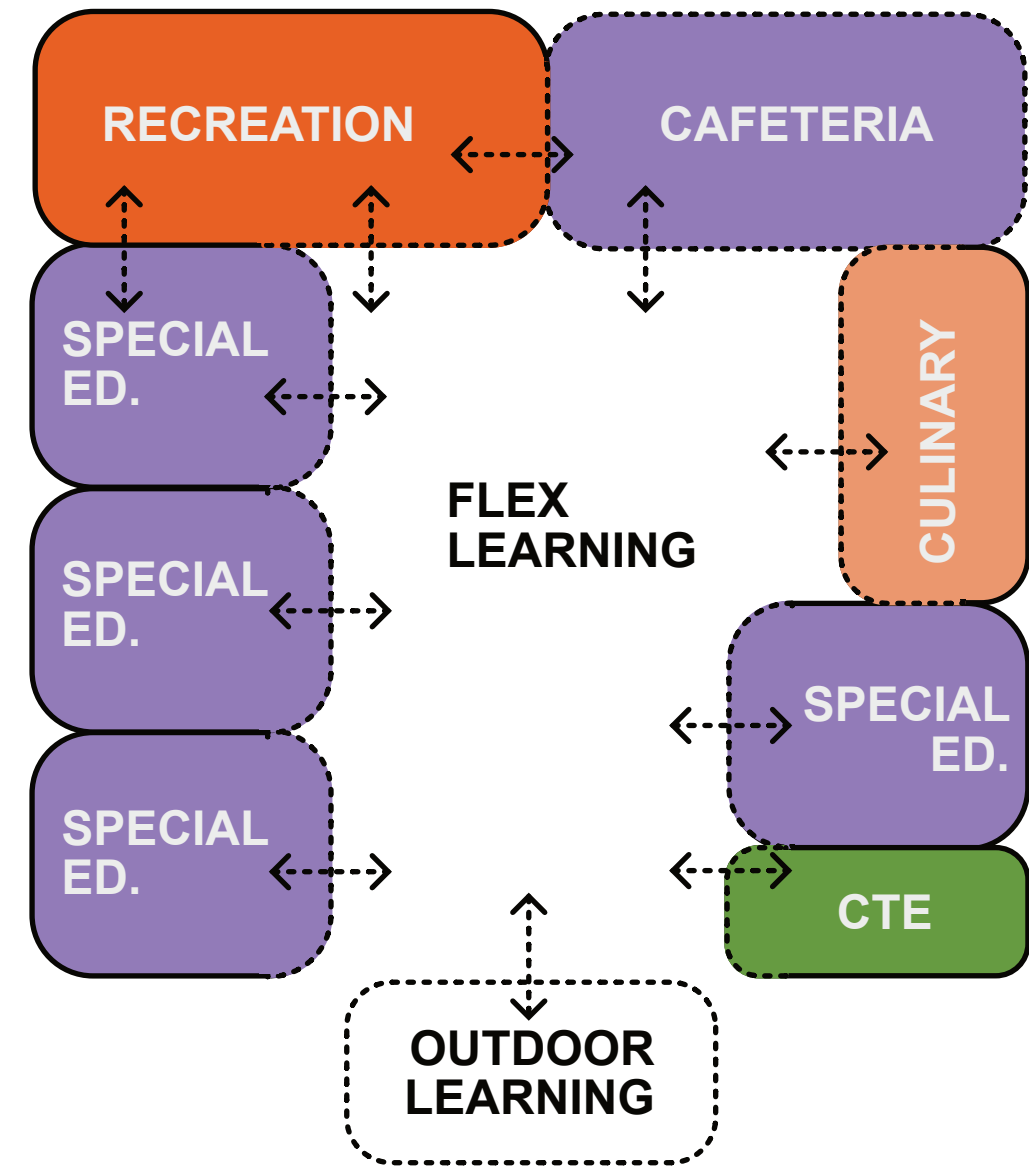 RECREATION
CAFETERIA
SPECIAL
ED.
CULINARY
FLEX
LEARNING
SPECIAL
ED.
SPECIAL
ED.
SPECIAL
ED.
CTE
OUTDOOR
LEARNING